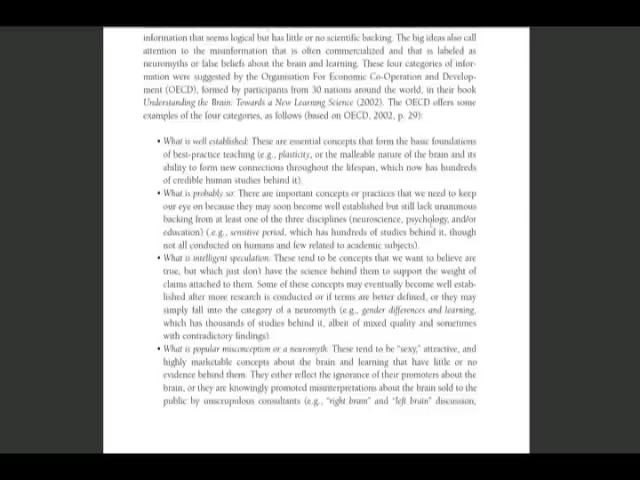 information that seems logical but has little or no scientific backing. The big ideas also call
attention to the misinformation that is often commercialized and that is labeled as
neuromyths or false beliefs about the brain and learning. These four categories of infor-
mation were suggested by the Organisation For Economic Co-Operation and Develop-
ment (OECD), formed by participants from 30 nations around the world, in their book
Understanding the Brain: Towards a New Learning Science (2002). The OECD offers some
examples of the four categories, as follows (based on OECD, 2002, p. 29):
• What is well established: These are essential concepts that form the basic foundations
of best-practice teaching (e.g., plasticity, or the malleable nature of the brain and its
ability to form new connections throughout the lifespan, which now has hundreds
of credible human studies behind it).
• What is probably so: There are important concepts or practices that we need to keep
our eye on because they may soon become well established but still lack unanimous
backing from at least one of the three disciplines (neuroscience, psychology, and/or
education) (.e.g., sensitive period, which has hundreds of studies behind it, though
not all conducted on humans and few related to academic subjects).
• What is intelligent speculation: These tend to be concepts that we want to believe are
true, but which just don't have the science behind them to support the weight of
claims attached to them. Some of these concepts may eventually become well estab-
lished after more research is conducted or if terms are better defined, or they may
simply fall into the category of a neuromyth (e.g., gender differences and learning,
which has thousands of studies behind it, albeit of mixed quality and sometimes
with contradictory findings).
• What is popular misconception or a neuromyth: These tend to be "sexy," attractive, and
highly marketable concepts about the brain and learning that have little or no
evidence behind them. They either reflect the ignorance of their promoters about the
brain, or they are knowingly promoted misinterpretations about the brain sold to the
public by unscrupulous consultants (e.g., "right brain" and "left brain" discussion,